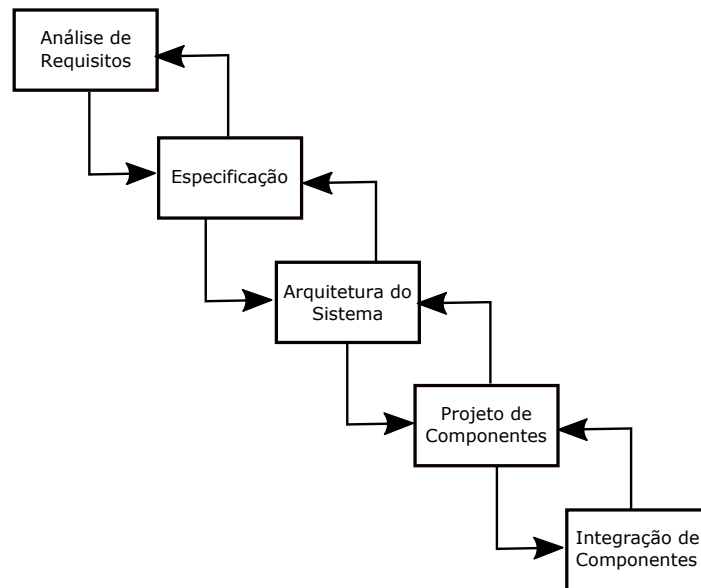 Análise de
Requisitos
Especificação
Arquitetura do
Sistema
Projeto de
Componentes
Integração de
Componentes